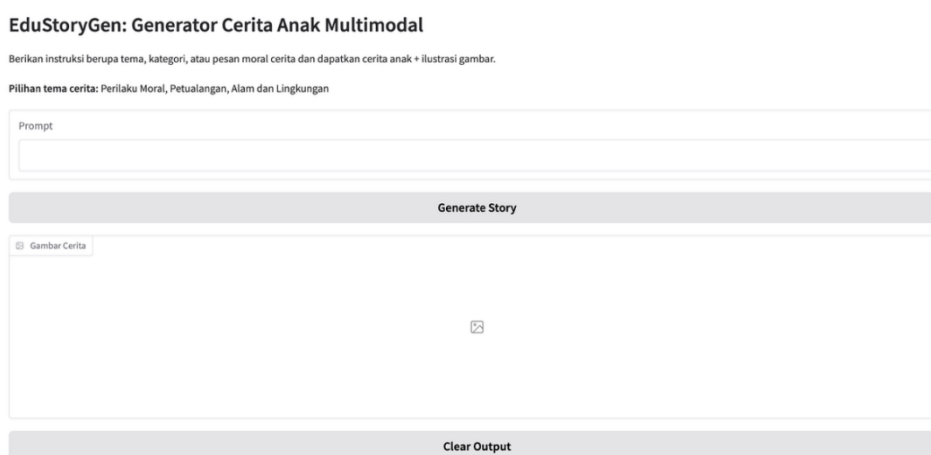 EduStoryGen: Generator Cerita Anak Multimodal
Berikan instruksi berupa tema, kategori, atau pesan moral cerita dan dapatkan cerita anak + ilustrasi gambar.
Pilihan tema cerita: Perilaku Moral, Petualangan, Alam dan Lingkungan
Prompt
Generate Story
Gambar Cerita
Clear Output